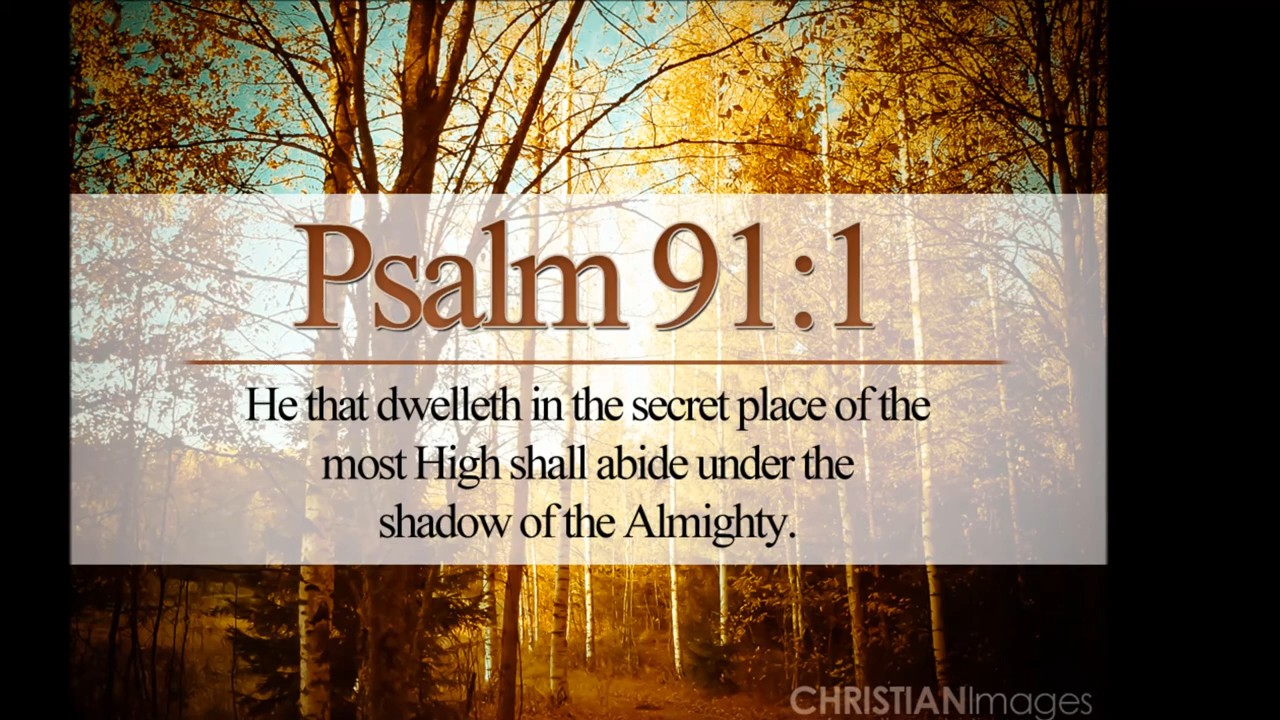 Psalm 91:1
He that dwelleth in the secret place of the
most High shall abide under the
shadow of the Almighty.
CHRISTIANImages